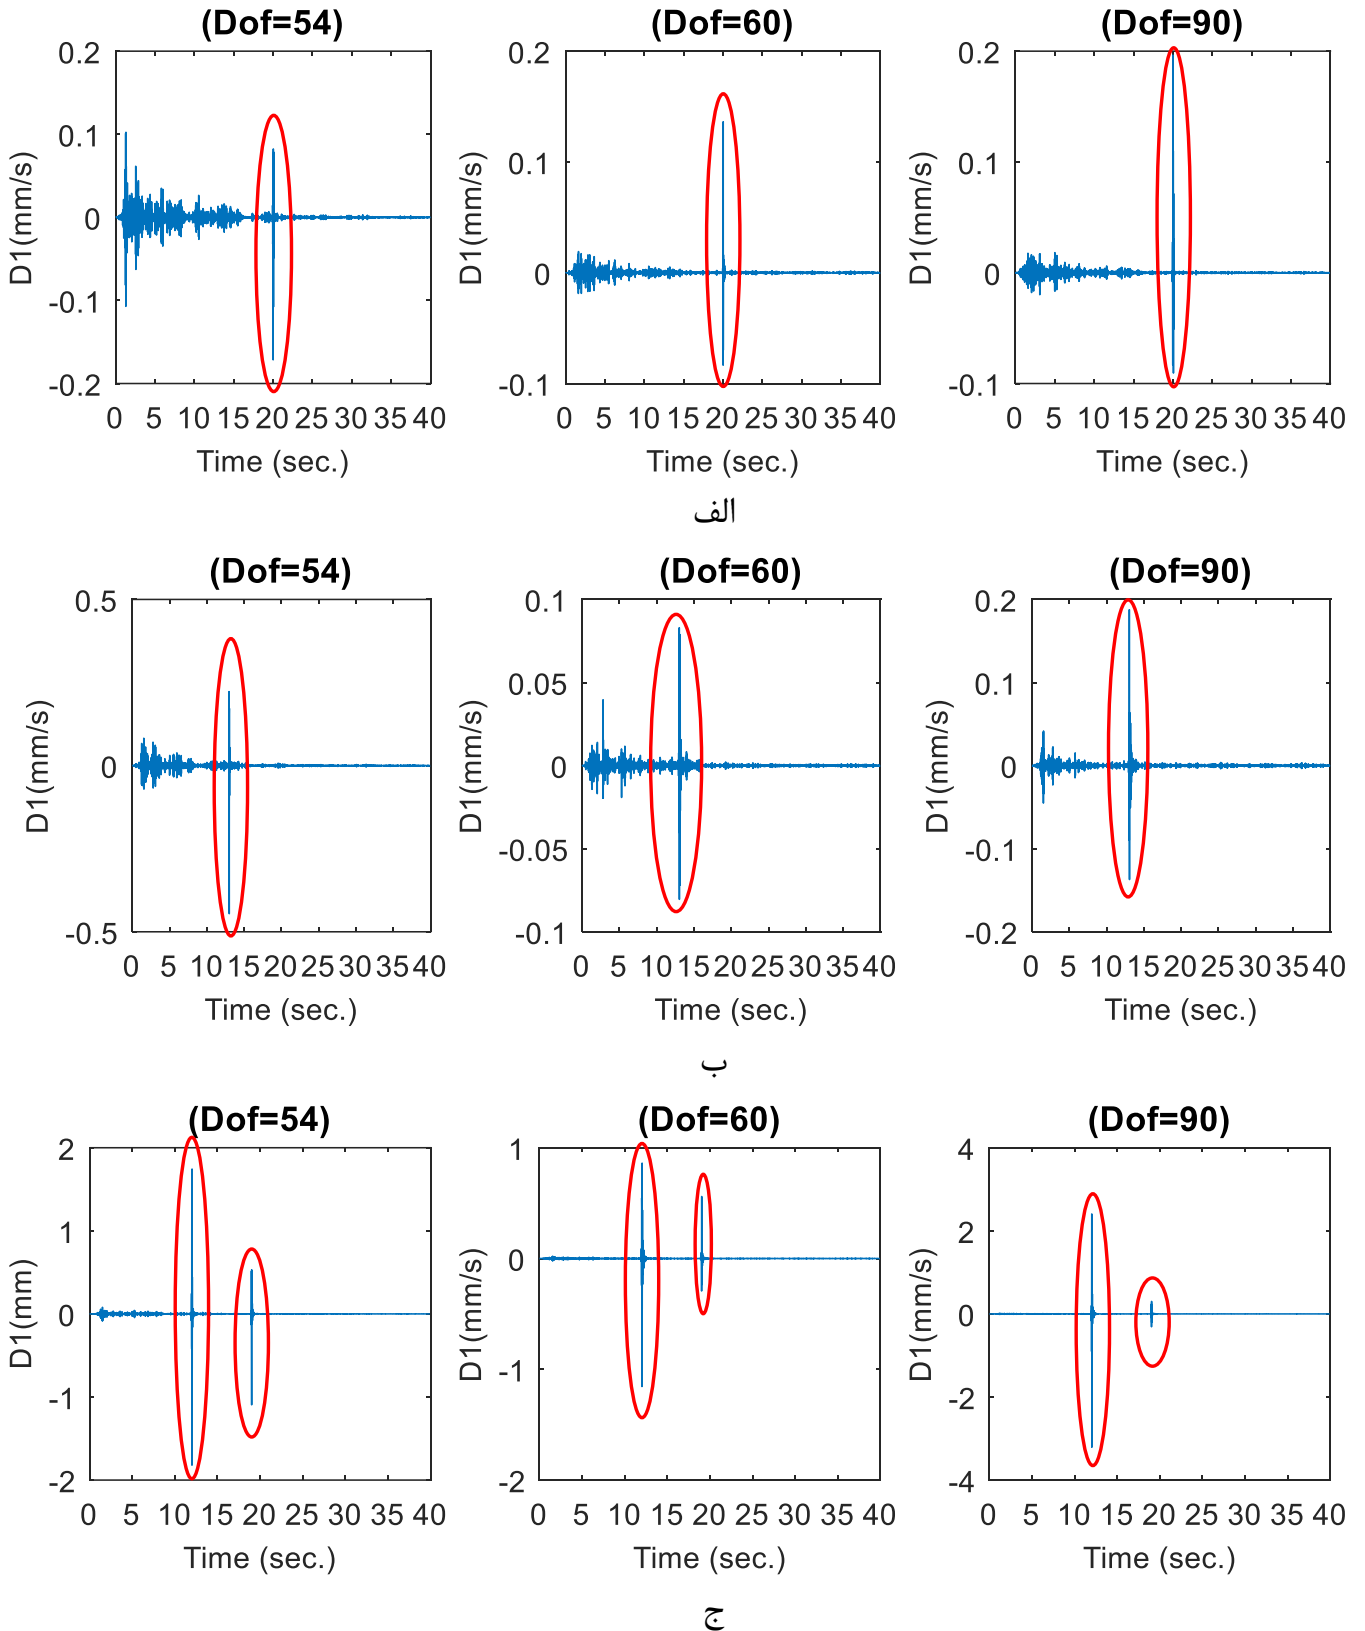 (Dof=54) (Dof=60) (Dof=90)
0.2 0.2 0.2
0.1 0.1 0.1
0 0 0
-0.1 -0.1 -0.1
-0.2
D1(mm/s) D1(mm/s) D1(mm/s)
0 5 10 15 20 25 30 35 40 0 5 10 15 20 25 30 35 40 0 5 10 15 20 25 30 35 40
Time (sec.) Time (sec.) Time (sec.)
الف
(Dof=54) (Dof=60) (Dof=90)
0.5 0.1 0.2
0.05 0.1
0 0 0
-0.05 -0.1
-0.5 -0.1 -0.2
D1(mm/s) D1(mm/s) D1(mm/s)
0 5 10 15 20 25 30 35 40 0 5 10 15 20 25 30 35 40 0 5 10 15 20 25 30 35 40
Time (sec.) Time (sec.) Time (sec.)
ب
(Dof=54) (Dof=60) (Dof=90)
2 1 4
1 0 2
0 -1 0
-1 -2 -2
-2 -4
D1(mm) D1(mm/s) D1(mm/s)
0 5 10 15 20 25 30 35 40 0 5 10 15 20 25 30 35 40 0 5 10 15 20 25 30 35 40
Time (sec.) Time (sec.) Time (sec.)
ج